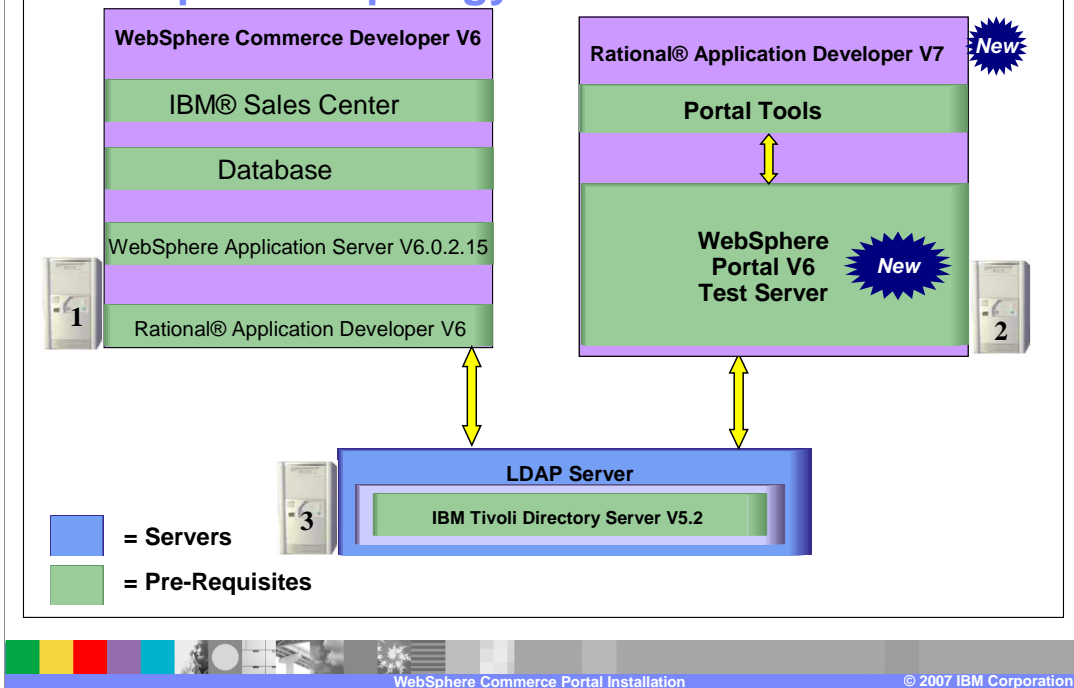 WebSphere Commerce Developer V6
IBM® Sales Center
Database
WebSphere Application Server V6.0.2.15
Rational® Application Developer V6
1
Rational® Application Developer V7
New
Portal Tools
WebSphere
Portal V6
Test Server
New
2
LDAP Server
IBM Tivoli Directory Server V5.2
3
= Servers
= Pre-Requisites
WebSphere Commerce Portal Installation
© 2007 IBM Corporation